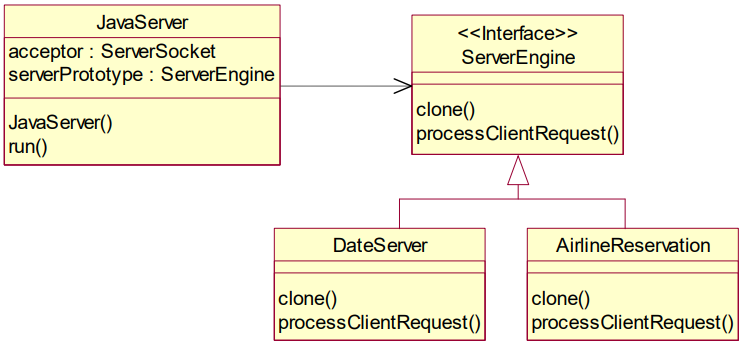 JavaServer
acceptor : ServerSocket
serverPrototype : ServerEngine
JavaServer()
run()
<<Interface>>
ServerEngine
clone()
processClientRequest()
DateServer
clone()
processClientRequest()
AirlineReservation
clone()
processClientRequest()